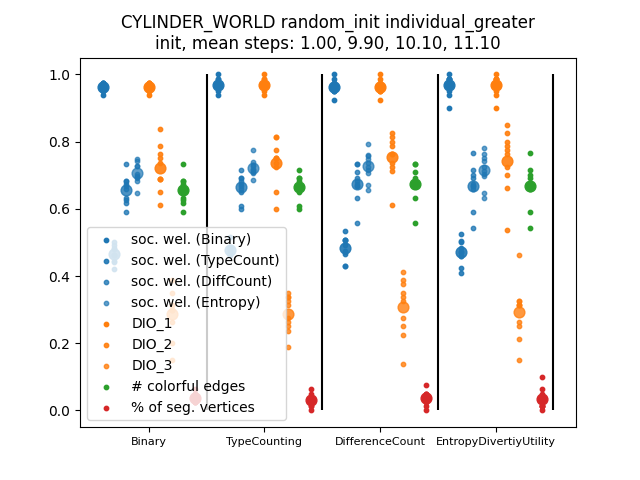 CYLINDER_WORLD random_init individual_greater
init, mean steps: 1.00, 9.90, 10.10, 11.10
1.0
0.8
0.6
0.4
0.2
0.0
soc. wel. (Binary)
soc. wel. (TypeCount)
soc. wel. (DiffCount)
soc. wel. (Entropy)
DIO_1
DIO_2
DIO_3
# colorful edges
% of seg. vertices
Binary
TypeCounting
DifferenceCount
EntropyDivertiyUtility